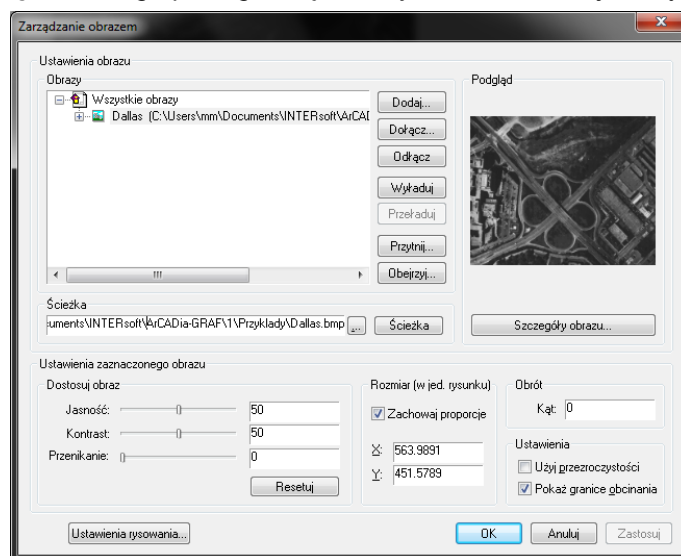 Zarządzanie obrazem
Ustawienia obrazu
Obrazy
Wszystkie obrazy
Dallas (C:\Users\mm\Documents\INTERsoft\ArCAI
Dodaj...
Dołącz...
Odłącz
Wyładuj
Przeładuj
Przytnij...
Obejrzyj...
Podgląd
Ścieżka
:uments\INTERsoft\ArCADia-GRAF\1\Przyklady\Dallas.bmp
...
Ścieżka
Szczegóły obrazu...
Ustawienia zaznaczonego obrazu
Dostosuj obraz
Jasność: 50
Kontrast: 50
Przenikanie: 0
Resetuj
Rozmiar (w jed. rysunku)
Zachowaj proporcje
X: 563.9891
Y: 451.5789
Obrót
Kąt: 0
Ustawienia
Użyj przezroczystości
Pokaż granice obcinania
Ustawienia rysowania...
OK
Anuluj
Zastosuj